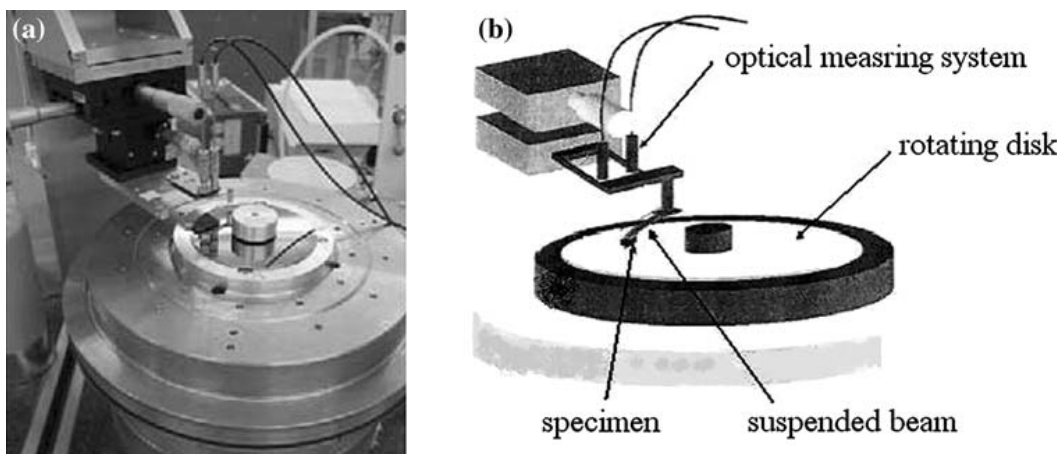 (a)
(b)
optical measring system
rotating disk
specimen
suspended beam